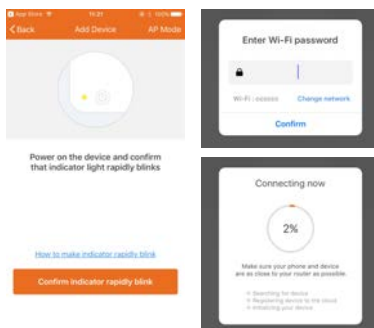 App Store
15:21
100%
Back
Add Device
AP Mode
Power on the device and confirm
that indicator light rapidly blinks
How to make indicator rapidly blink
Confirm indicator rapidly blink
Enter Wi-Fi password
Change network
Confirm
Connecting now
2%
Make sure your phone and device
are as close to your router as possible.
Searching for device
Registering device to the cloud
Initializing your device